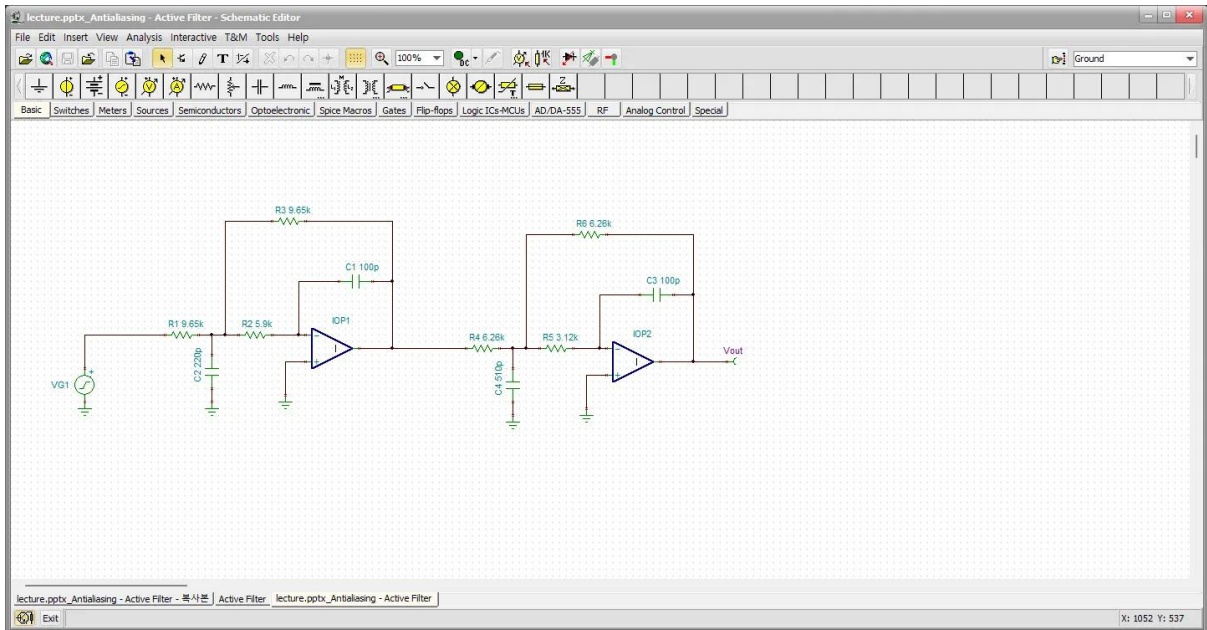 lecture.pptx_Antialiasing - Active Filter - Schematic Editor
File Edit Insert View Analysis Interactive T&M Tools Help
100%
DC
1K
Ground
Basic Switches Meters Sources Semiconductors Optoelectronic Spice Macros Gates Flip-flops Logic ICs-MCUs AD/DA-555 RF Analog Control Special
R3 9.65k
R6 6.26k
C1 100p
C3 100p
R1 9.65k
R2 5.9k
IOP1
R4 6.26k
R5 3.12k
IOP2
Vout
C2 220p
C4 510p
VG1
lecture.pptx_Antialiasing - Active Filter - 복사본 Active Filter lecture.pptx_Antialiasing - Active Filter
Exit
X: 1052 Y: 537